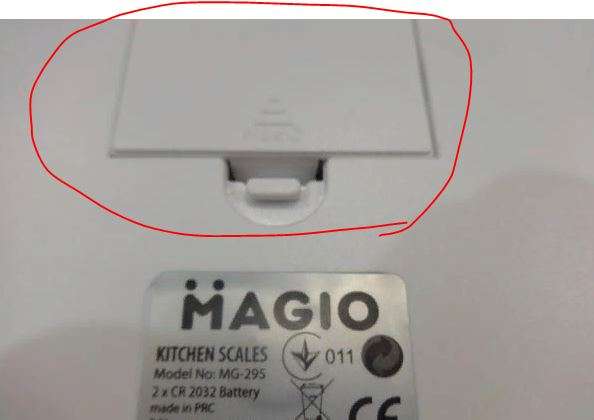 MAGIO
KITCHEN SCALES
011
Model No: MG-295
2 x CR 2032 Battery
made in PRC
CE